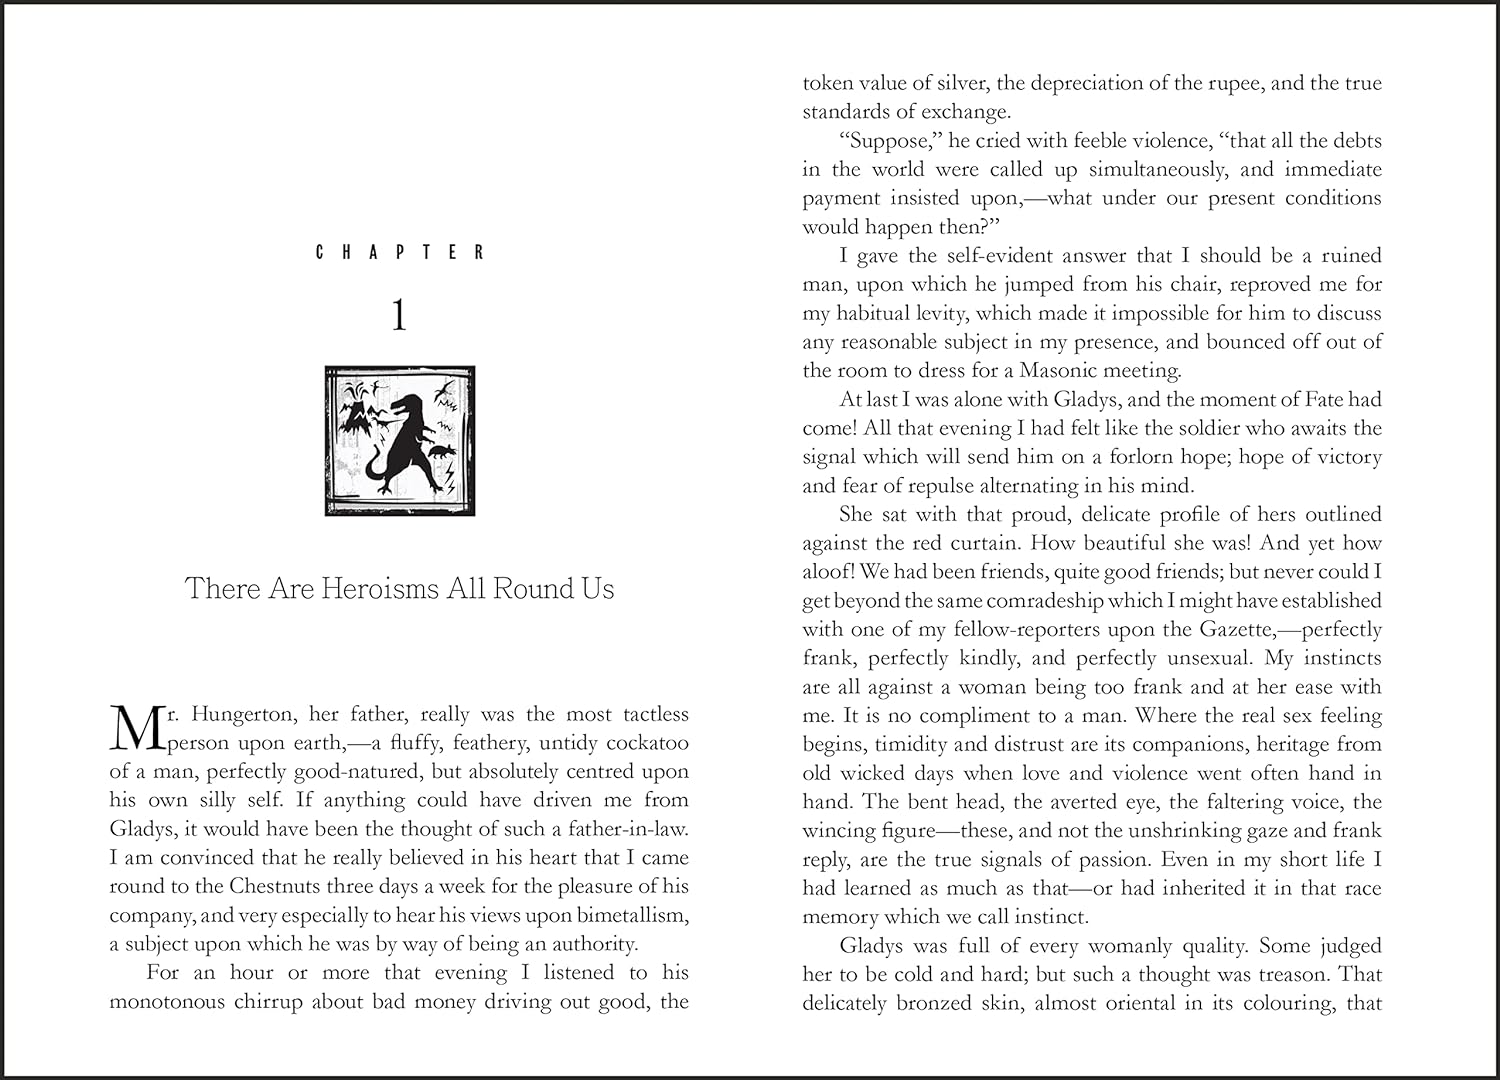 CHAPTER
1
There Are Heroisms All Round Us
Mr. Hungerton, her father, really was the most tactless
person upon earth,—a fluffy, feathery, untidy cockatoo
of a man, perfectly good-natured, but absolutely centred upon
his own silly self. If anything could have driven me from
Gladys, it would have been the thought of such a father-in-law.
I am convinced that he really believed in his heart that I came
round to the Chestnuts three days a week for the pleasure of his
company, and very especially to hear his views upon bimetallism,
a subject upon which he was by way of being an authority.
For an hour or more that evening I listened to his
monotonous chirrup about bad money driving out good, the
token value of silver, the depreciation of the rupee, and the true
standards of exchange.
“Suppose,” he cried with feeble violence, “that all the debts
in the world were called up simultaneously, and immediate
payment insisted upon,—what under our present conditions
would happen then?”
I gave the self-evident answer that I should be a ruined
man, upon which he jumped from his chair, reproved me for
my habitual levity, which made it impossible for him to discuss
any reasonable subject in my presence, and bounced off out of
the room to dress for a Masonic meeting.
At last I was alone with Gladys, and the moment of Fate had
come! All that evening I had felt like the soldier who awaits the
signal which will send him on a forlorn hope; hope of victory
and fear of repulse alternating in his mind.
She sat with that proud, delicate profile of hers outlined
against the red curtain. How beautiful she was! And yet how
aloof! We had been friends, quite good friends; but never could I
get beyond the same comradeship which I might have established
with one of my fellow-reporters upon the Gazette,—perfectly
frank, perfectly kindly, and perfectly unsexual. My instincts
are all against a woman being too frank and at her ease with
me. It is no compliment to a man. Where the real sex feeling
begins, timidity and distrust are its companions, heritage from
old wicked days when love and violence went often hand in
hand. The bent head, the averted eye, the faltering voice, the
wincing figure—these, and not the unshrinking gaze and frank
reply, are the true signals of passion. Even in my short life I
had learned as much as that—or had inherited it in that race
memory which we call instinct.
Gladys was full of every womanly quality. Some judged
her to be cold and hard; but such a thought was treason. That
delicately bronzed skin, almost oriental in its colouring, that